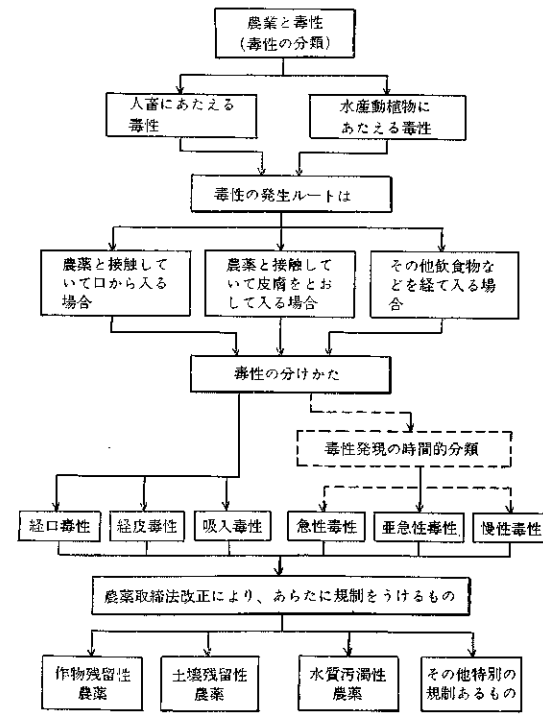 農業と毒性
(毒性の分類)
人畜にあたえる
毒性
水産動植物に
あたえる毒性
毒性の発生ルートは
農薬と接触して
いて口から入る
場合
農薬と接触して
いて皮膚をとお
して入る場合
その他飲食物な
どを経て入る場
合
毒性の分けかた
毒性発現の時間的分類
経口毒性
経皮毒性
吸入毒性
急性毒性
亜急性毒性
慢性毒性
農薬取締法改正により、あらたに規制をうけるもの
作物残留性
農薬
土壌残留性
農薬
水質汚濁性
農薬
その他特別の
規制あるもの